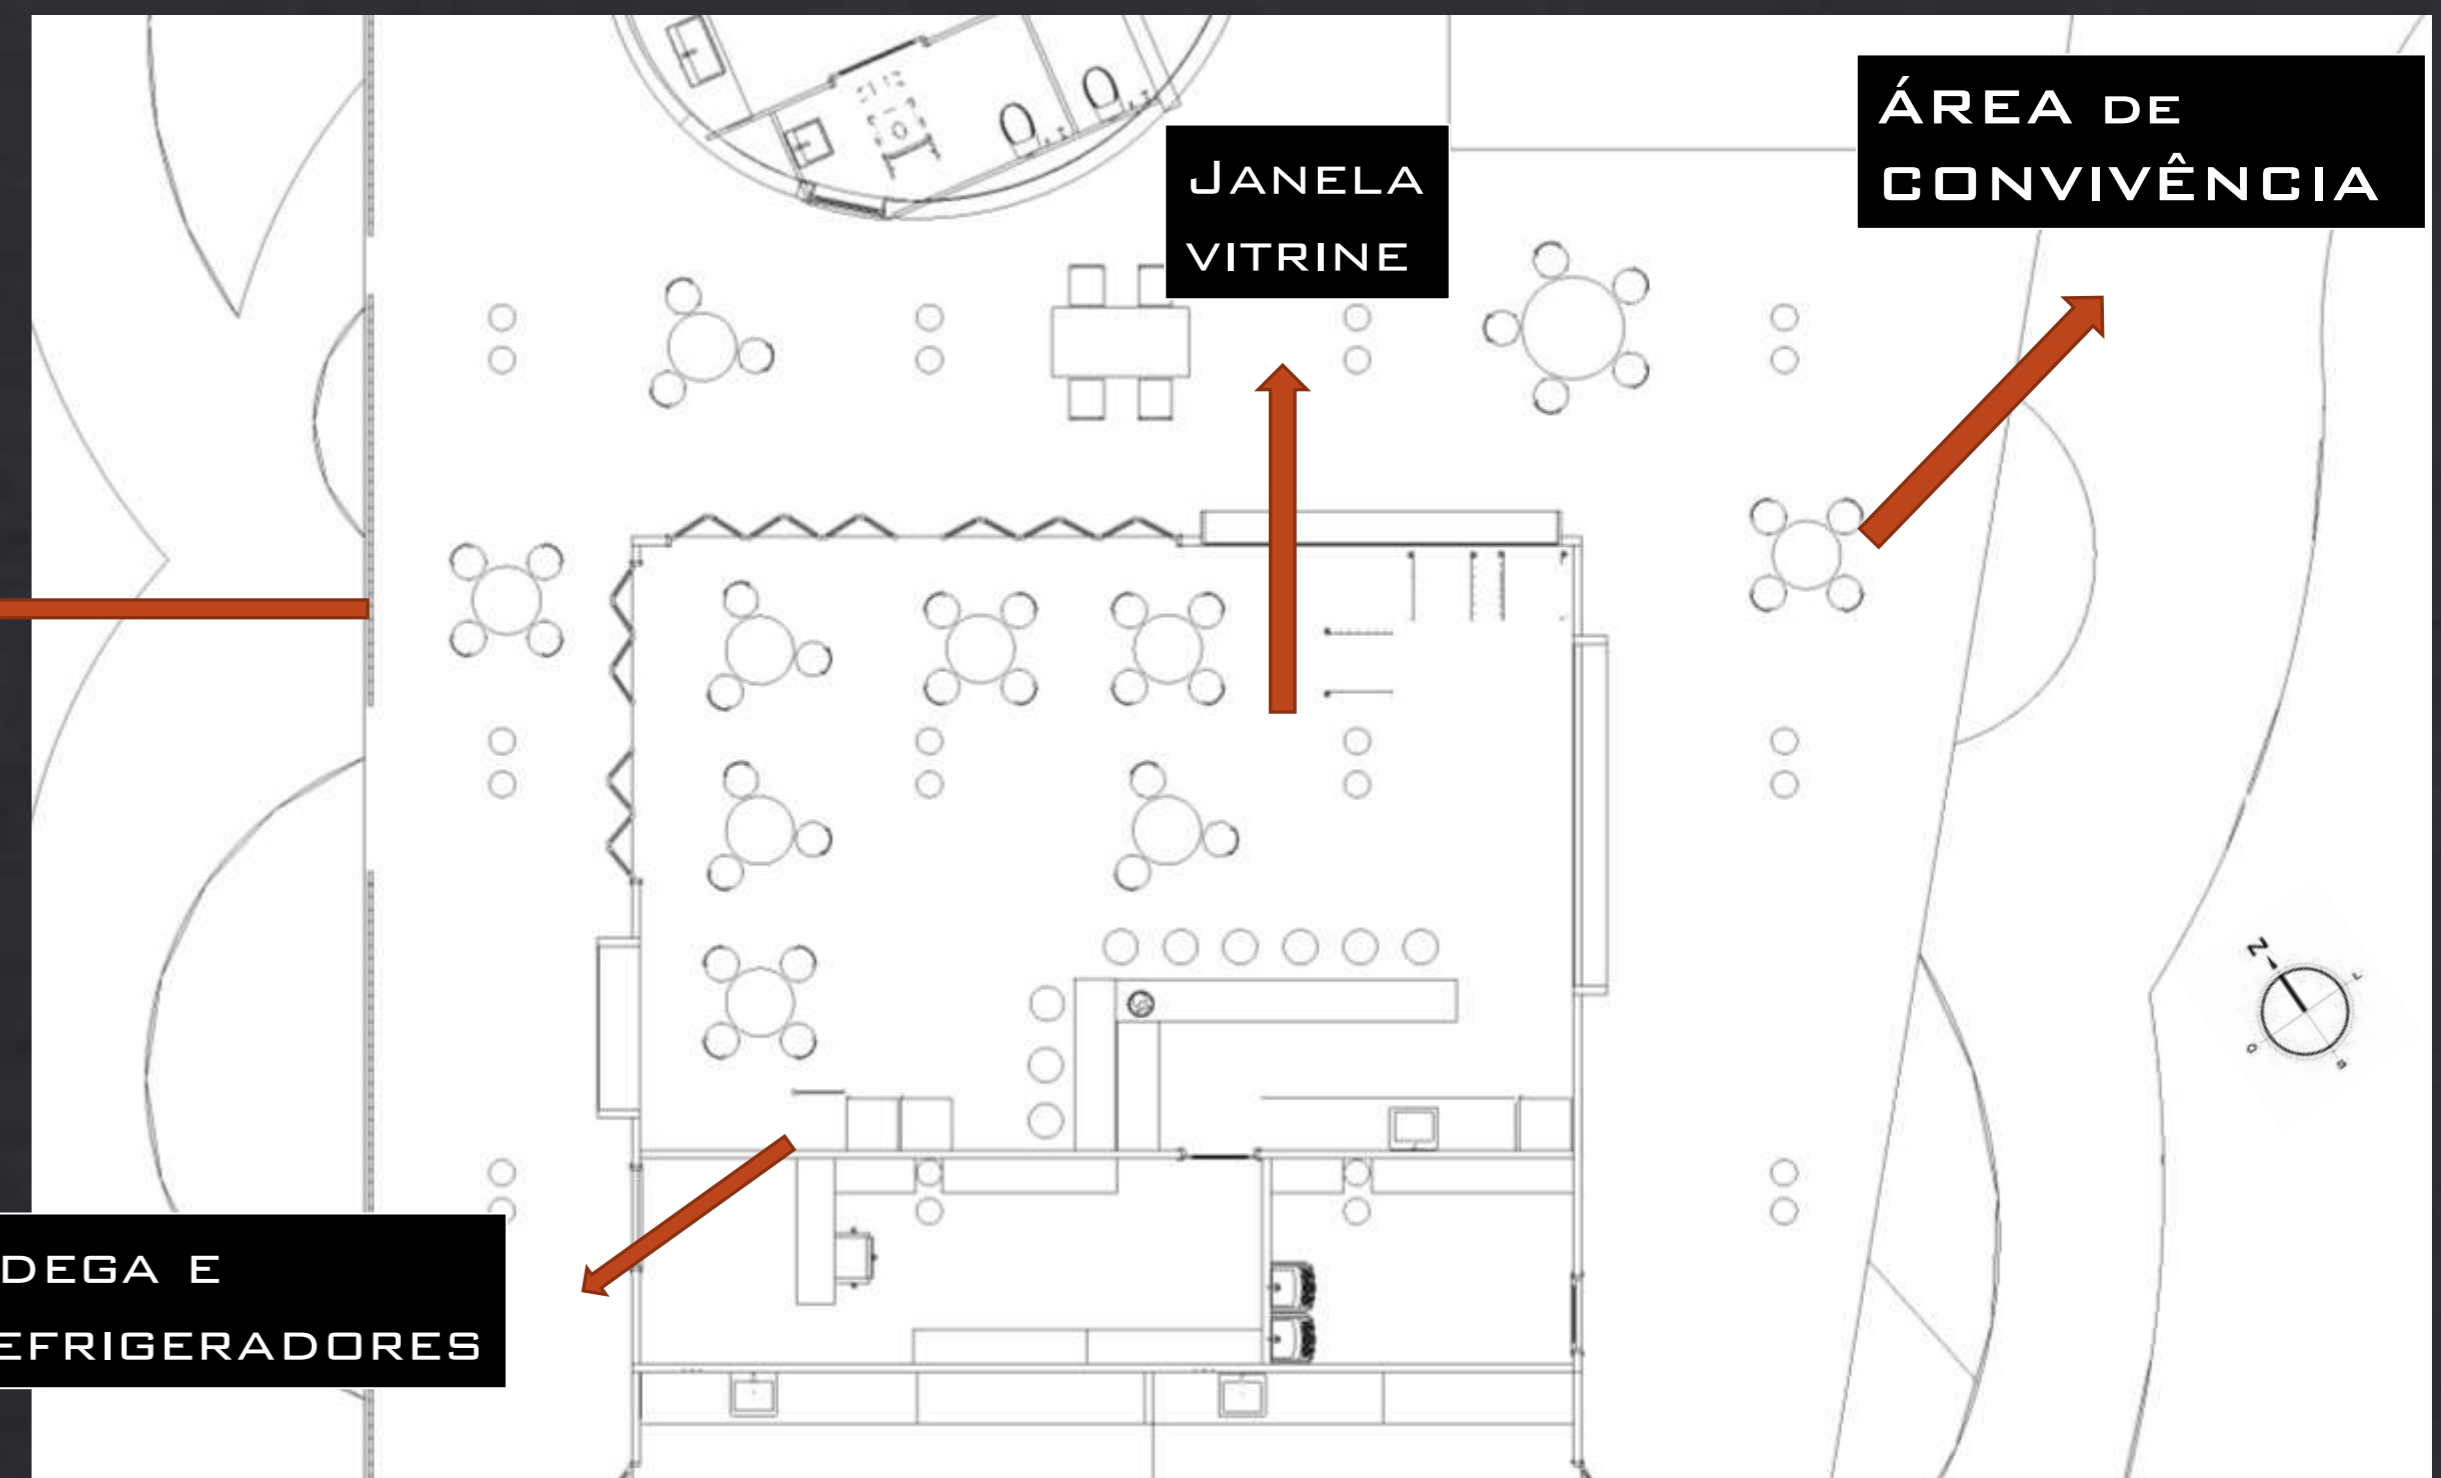 ÁREA DE
CONVIVÊNCIA
JANELA
VITRINE
N
L
O
S
DEGA E
EFRIGERADORES